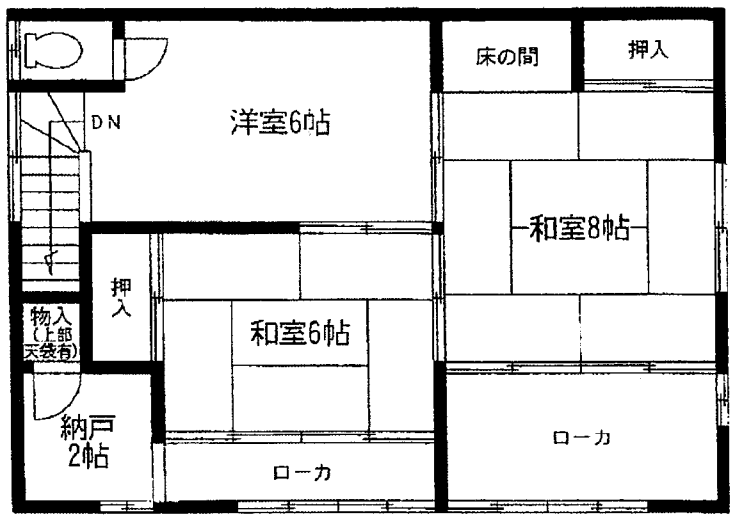 床の間
押入
DN
洋室6帖
和室8帖
押
入
物入
(上部
天袋有)
和室6帖
納戸
2帖
ローカ
ローカ